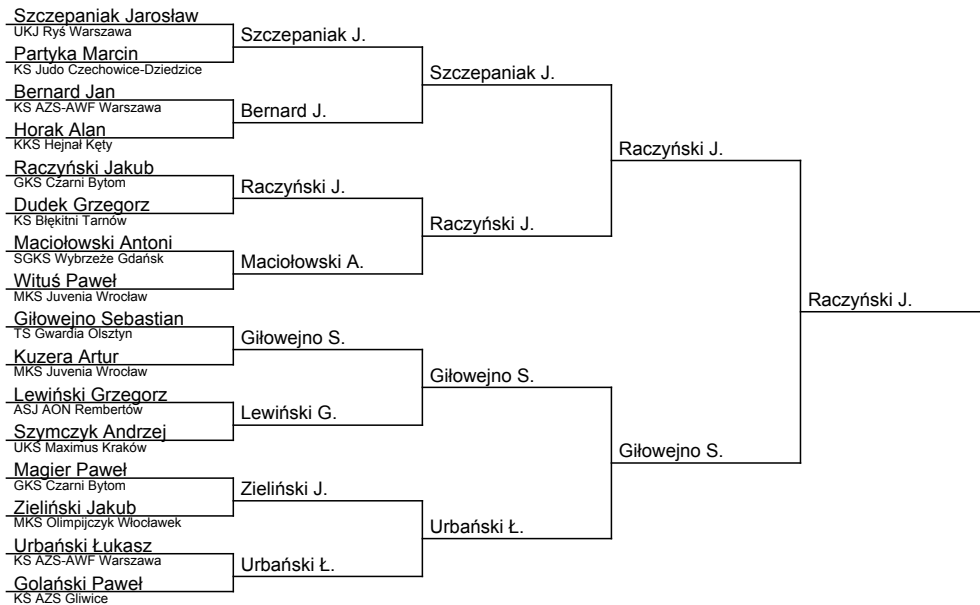 Szczepaniak Jarosław
UKJ Ryś Warszawa
Partyka Marcin
KS Judo Czechowice-Dziedzice
Bernard Jan
KS AZS-AWF Warszawa
Horak Alan
KKS Hejnał Kęty
Raczyński Jakub
GKS Czarni Bytom
Dudek Grzegorz
KS Błękitni Tarnów
Maciołowski Antoni
SGKS Wybrzeże Gdańsk
Wituś Paweł
MKS Juvenia Wrocław
Giłowejno Sebastian
TS Gwardia Olsztyn
Kuzera Artur
MKS Juvenia Wrocław
Lewiński Grzegorz
ASJ AON Rembertów
Szymczyk Andrzej
UKS Maximus Kraków
Magier Paweł
GKS Czarni Bytom
Zieliński Jakub
MKS Olimpijczyk Włocławek
Urbański Łukasz
KS AZS-AWF Warszawa
Golański Paweł
KS AZS Gliwice
Szczepaniak J.
Bernard J.
Raczyński J.
Maciołowski A.
Giłowejno S.
Lewiński G.
Zieliński J.
Urbański Ł.
Szczepaniak J.
Raczyński J.
Giłowejno S.
Urbański Ł.
Raczyński J.
Giłowejno S.
Raczyński J.